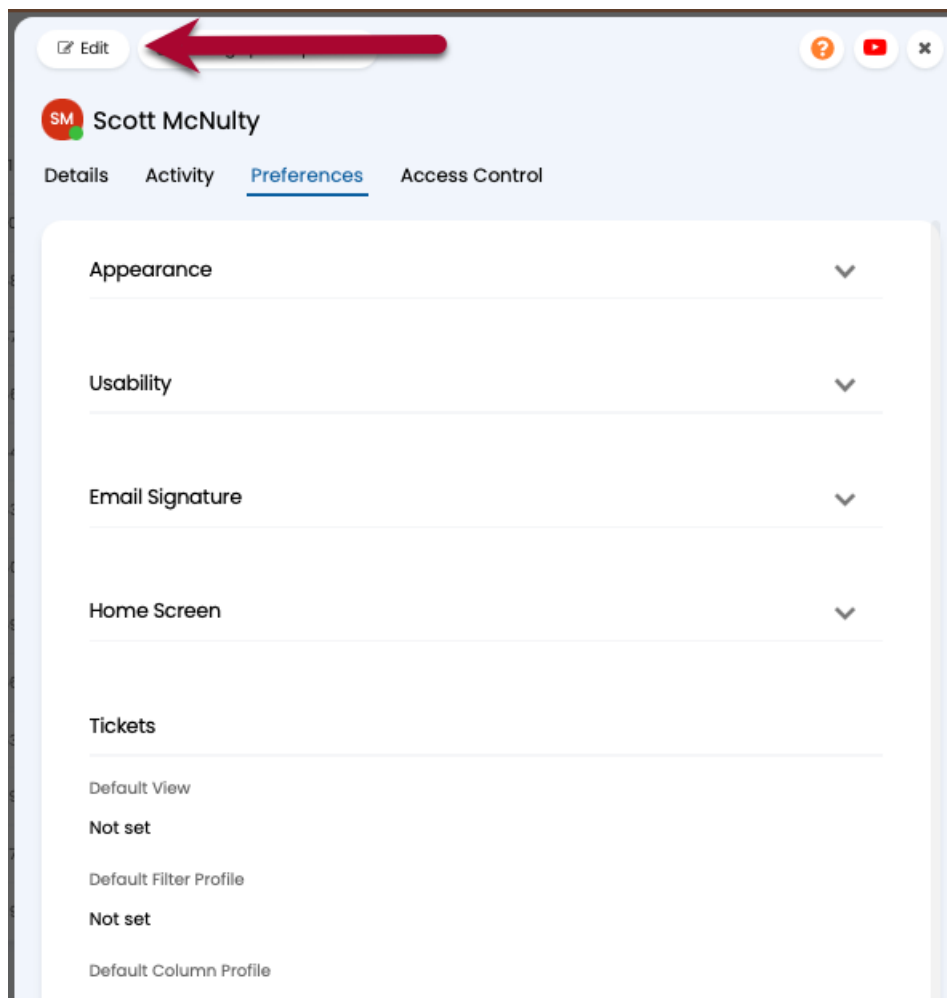 Edit
SM Scott McNulty
Details Activity Preferences Access Control
Appearance
Usability
Email Signature
Home Screen
Tickets
Default View
Not set
Default Filter Profile
Not set
Default Column Profile